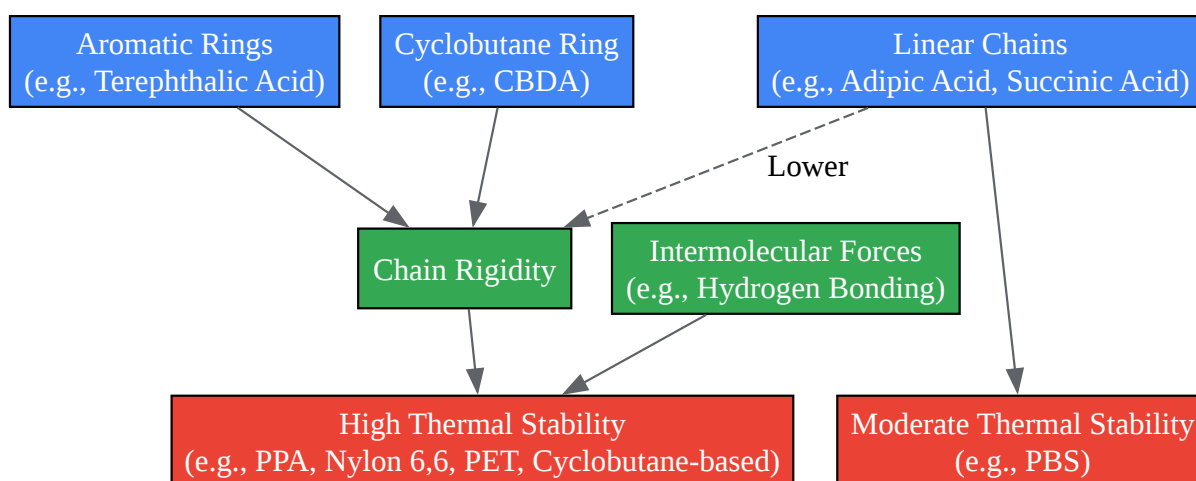 Aromatic Rings
(e.g., Terephthalic Acid)
Cyclobutane Ring
(e.g., CBDA)
Linear Chains
(e.g., Adipic Acid, Succinic Acid)
Lower
Chain Rigidity
Intermolecular Forces
(e.g., Hydrogen Bonding)
High Thermal Stability
(e.g., PPA, Nylon 6,6, PET, Cyclobutane-based)
Moderate Thermal Stability
(e.g., PBS)